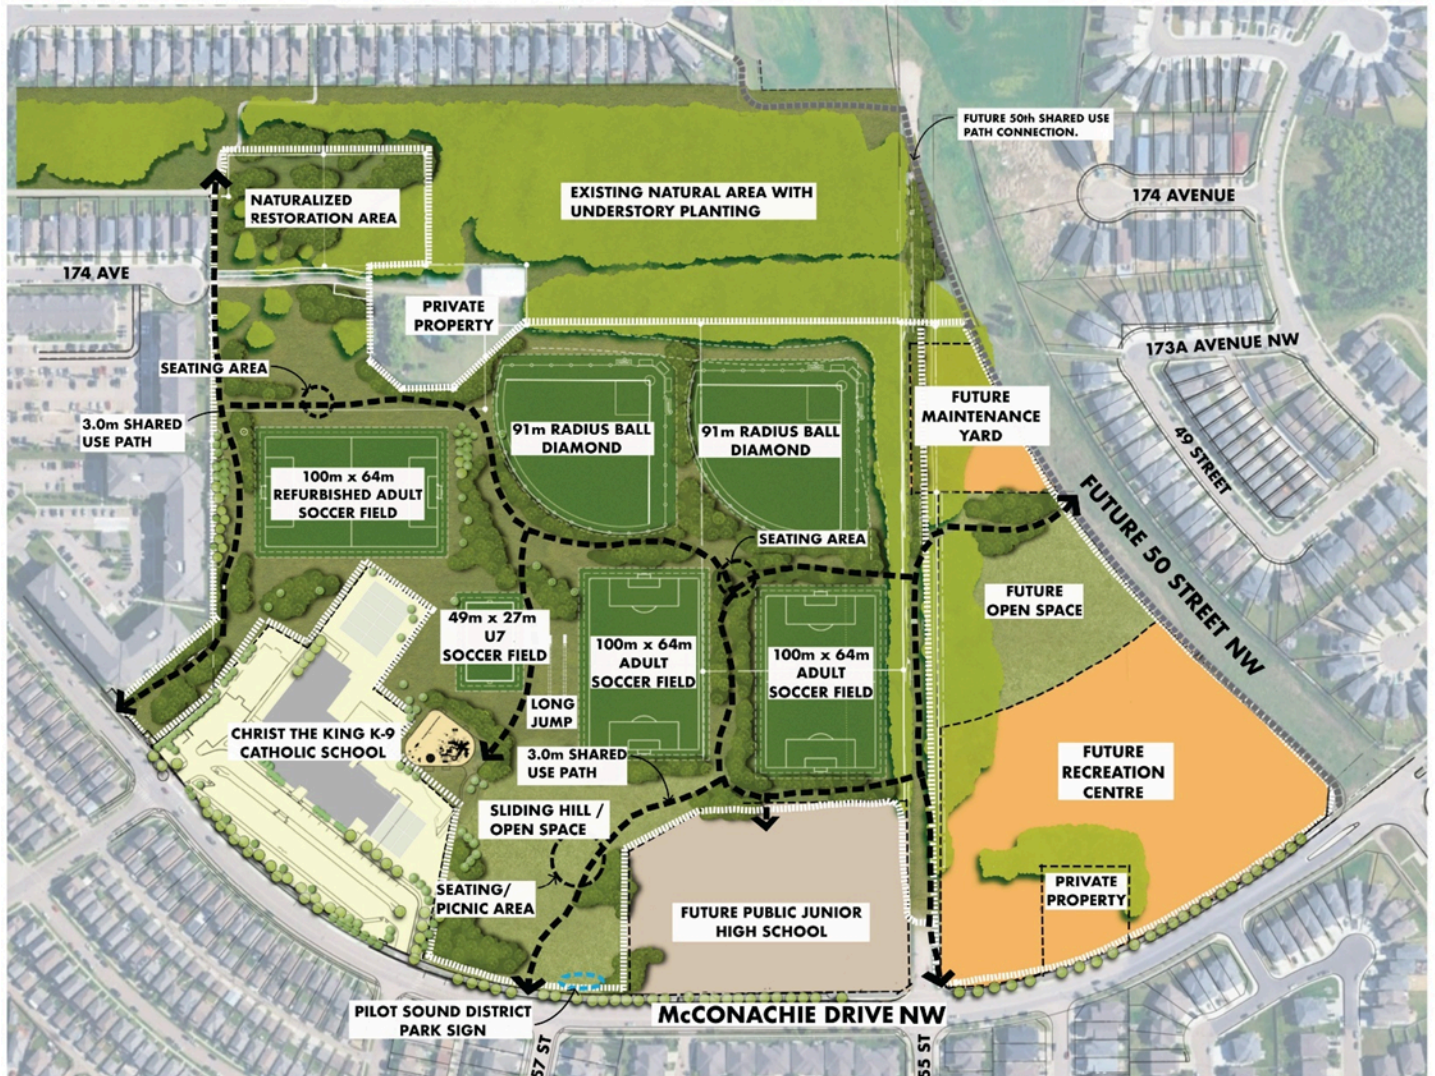 FUTURE 50th SHARED USE
PATH CONNECTION.
174 AVENUE
NATURALIZED
RESTORATION AREA
EXISTING NATURAL AREA WITH
UNDERSTORY PLANTING
174 AVE
PRIVATE
PROPERTY
173A AVENUE NW
SEATING AREA
3.0m SHARED
USE PATH
91m RADIUS BALL
DIAMOND
91m RADIUS BALL
DIAMOND
FUTURE
MAINTENANCE
YARD
49 STREET
100m x 64m
REFURBISHED ADULT
SOCCER FIELD
FUTURE 50 STREET NW
SEATING AREA
FUTURE
OPEN SPACE
49m x 27m
U7
SOCCER FIELD
100m x 64m
ADULT
SOCCER FIELD
100m x 64m
ADULT
SOCCER FIELD
LONG
JUMP
CHRIST THE KING K-9
CATHOLIC SCHOOL
3.0m SHARED
USE PATH
FUTURE
RECREATION
CENTRE
SLIDING HILL /
OPEN SPACE
SEATING/
PICNIC AREA
PRIVATE
PROPERTY
FUTURE PUBLIC JUNIOR
HIGH SCHOOL
PILOT SOUND DISTRICT
PARK SIGN
McCONACHIE DRIVE NW
57 ST
55 ST